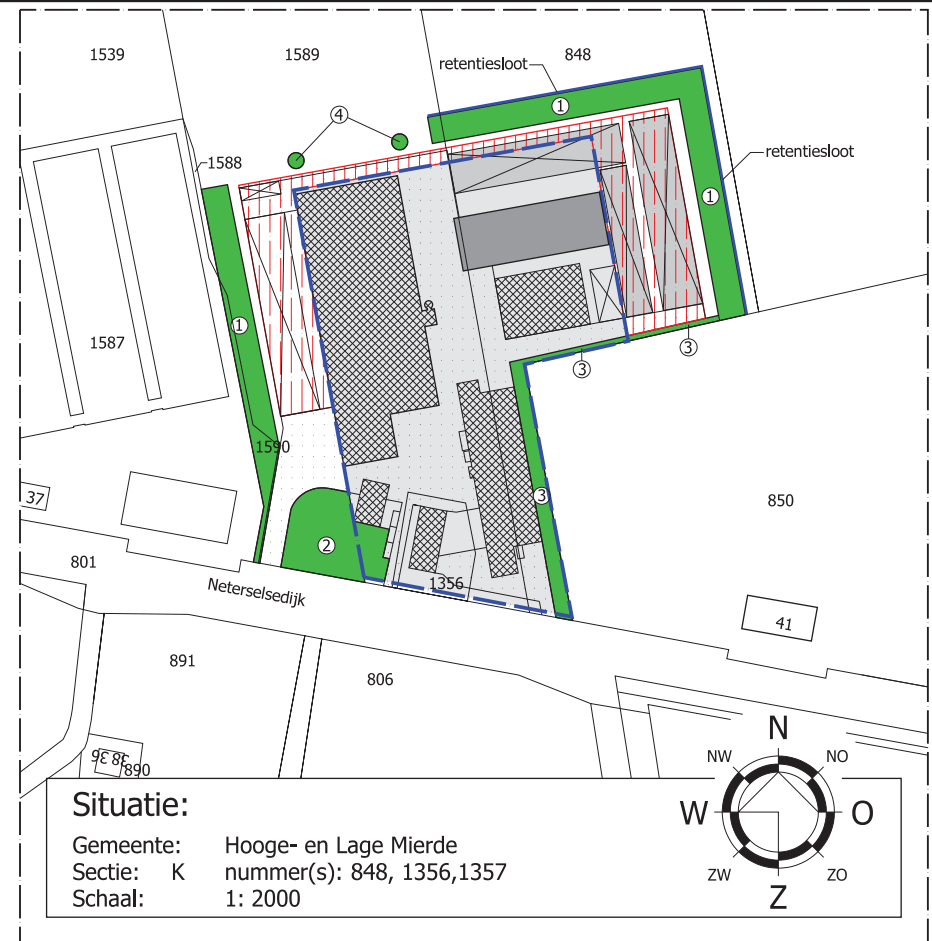 1539
1589
848
retentiesloot
4
1
1588
retentiesloot
1
1
1587
3
3
1590
3
850
37
2
801
1356
Neterselsedijk
41
891
806
36
38
890
N
NW
NO
W
O
ZW
ZO
Z
Situatie:
Gemeente: Hooge- en Lage Mierde
Sectie: K nummer(s): 848, 1356,1357
Schaal: 1: 2000